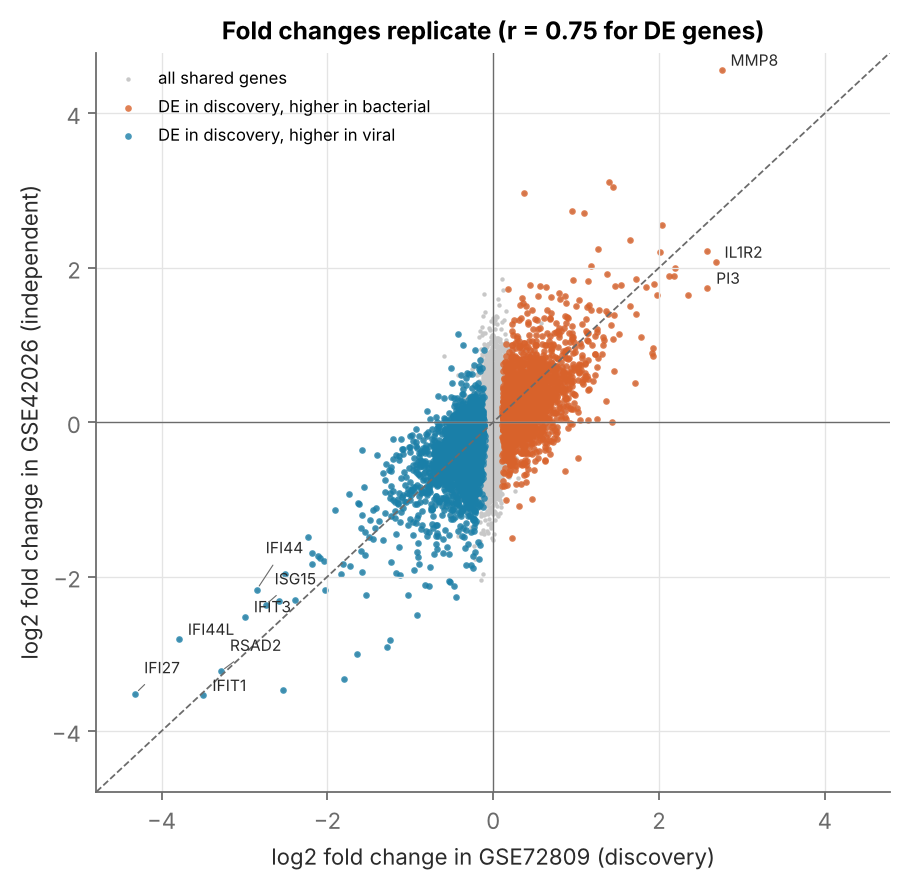 Fold changes replicate (r = 0.75 for DE genes)
all shared genes
DE in discovery, higher in bacterial
DE in discovery, higher in viral
MMP8
IL1R2
PI3
IFI44
ISG15
IFIT3
IFI44L
RSAD2
IFI27
IFIT1
4
2
0
−2
−4
−4
−2
0
2
4
log2 fold change in GSE42026 (independent)
log2 fold change in GSE72809 (discovery)